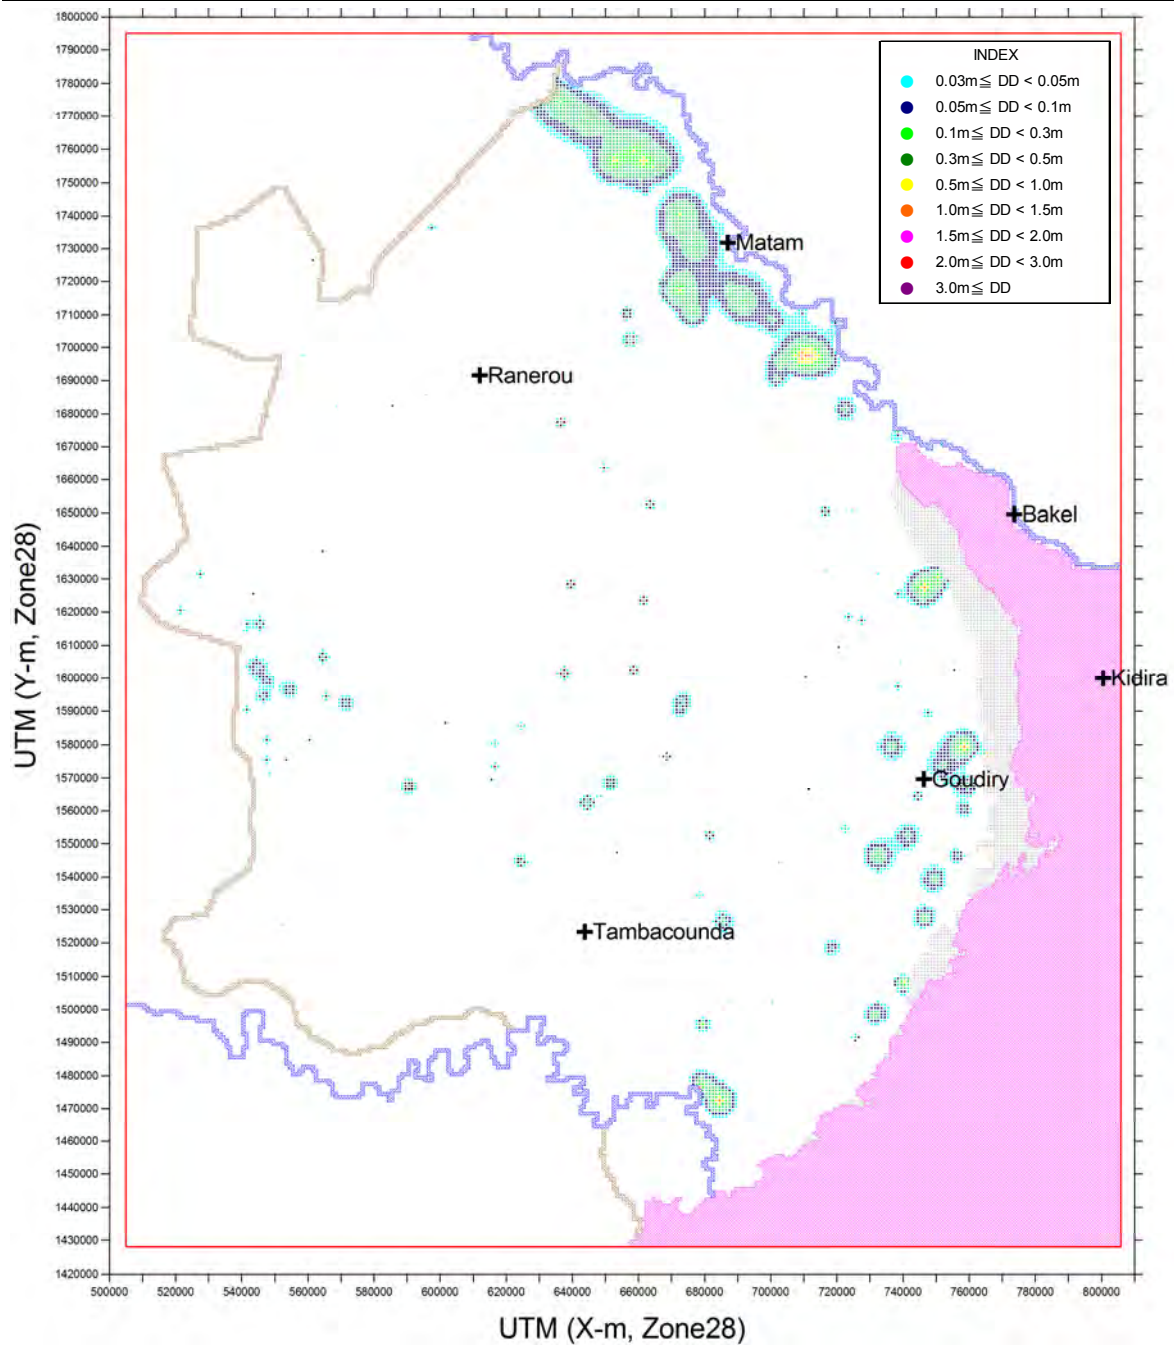 1800000
1790000
1780000
1770000
1760000
1750000
1740000
1730000
1720000
1710000
1700000
1690000
1680000
1670000
1660000
1650000
1640000
1630000
1620000
1610000
1600000
1590000
1580000
1570000
1560000
1550000
1540000
1530000
1520000
1510000
1500000
1490000
1480000
1470000
1460000
1450000
1440000
1430000
1420000
UTM (Y-m, Zone28)
INDEX
0.03m≦ DD < 0.05m
0.05m≦ DD < 0.1m
0.1m≦ DD < 0.3m
0.3m≦ DD < 0.5m
0.5m≦ DD < 1.0m
1.0m≦ DD < 1.5m
1.5m≦ DD < 2.0m
2.0m≦ DD < 3.0m
3.0m≦ DD
Matam
Ranerou
Bakel
Kidira
Goudiry
Tambacounda
500000 520000 540000 560000 580000 600000 620000 640000 660000 680000 700000 720000 740000 760000 780000 800000
UTM (X-m, Zone28)